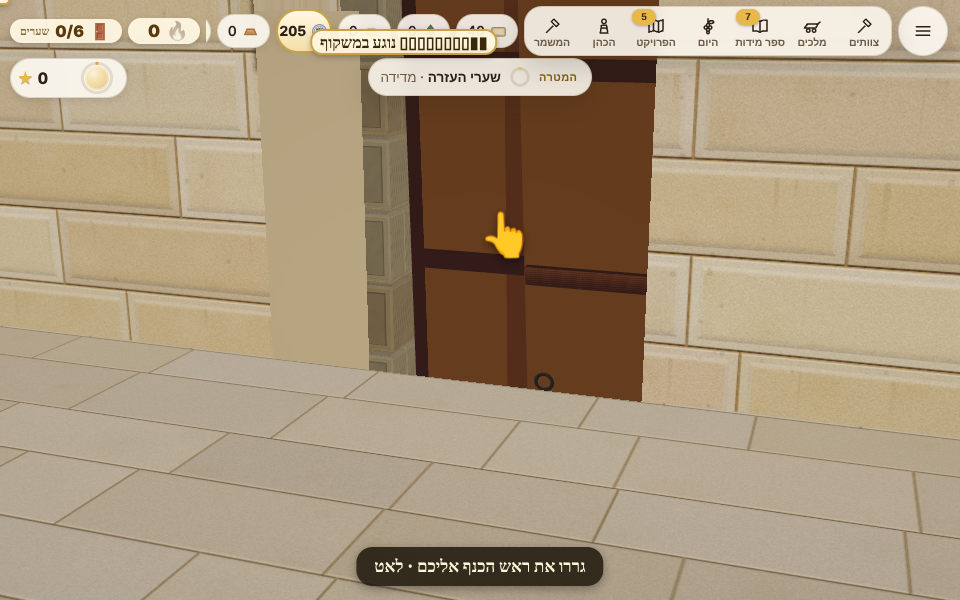 צוותים
מלכים
7
ספר מידות
היום
5
הפרויקט
הכהן
המשמר
205
0
0
0/6 שערים
נוגע במשקוף
המטרה
שערי העזרה · מדידה
0
גררו את ראש הכנף אליכם · לאט